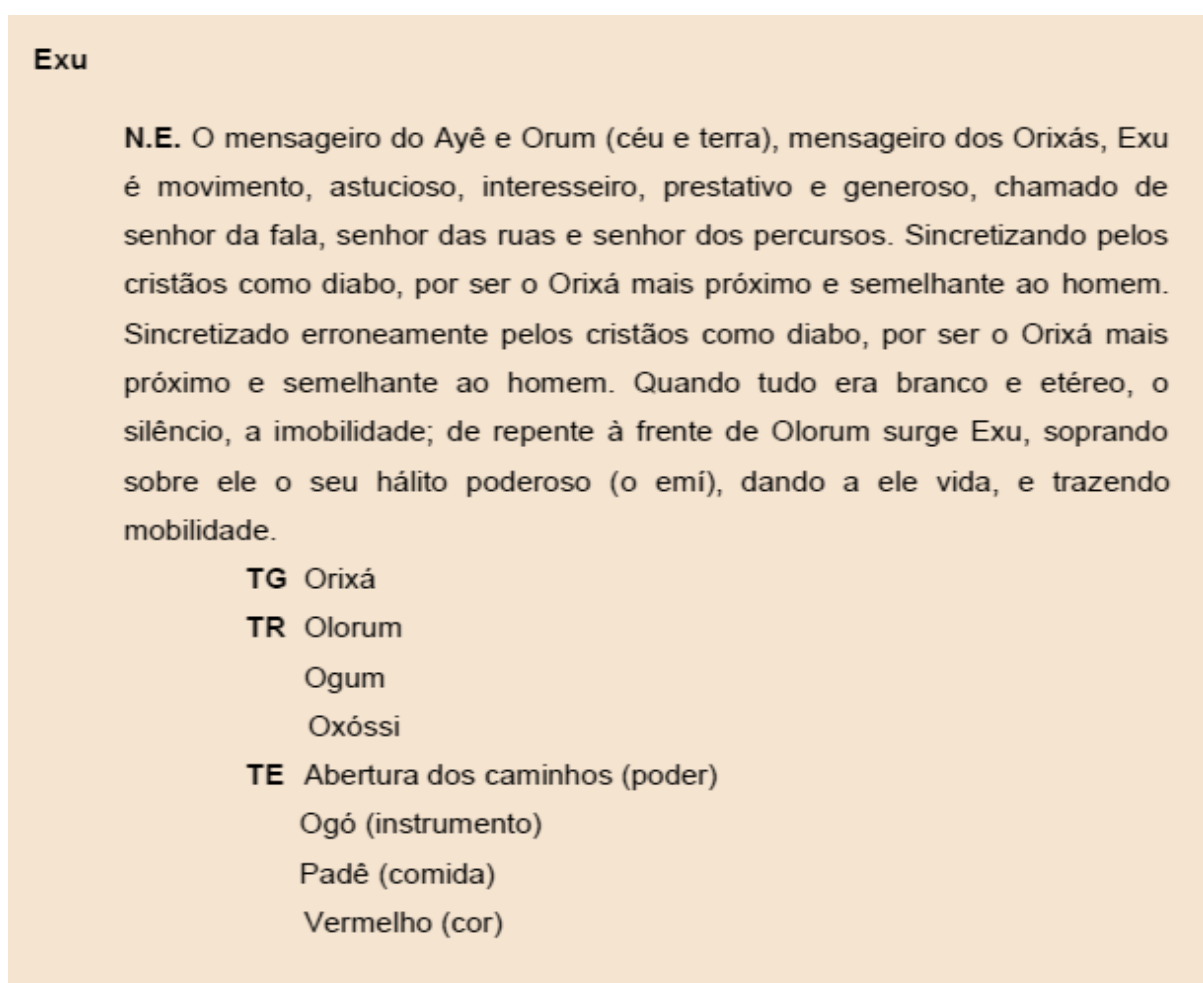 Exu
N.E. O mensageiro do Ayê e Orum (céu e terra), mensageiro dos Orixás, Exu
é movimento, astucioso, interesseiro, prestativo e generoso, chamado de
senhor da fala, senhor das ruas e senhor dos percursos. Sincretizando pelos
cristãos como diabo, por ser o Orixá mais próximo e semelhante ao homem.
Sincretizado erroneamente pelos cristãos como diabo, por ser o Orixá mais
próximo e semelhante ao homem. Quando tudo era branco e etéreo, o
silêncio, a imobilidade; de repente à frente de Olorum surge Exu, soprando
sobre ele o seu hálito poderoso (o emí), dando a ele vida, e trazendo
mobilidade.
TG Orixá
TR Olorum
Ogum
Oxóssi
TE Abertura dos caminhos (poder)
Ogó (instrumento)
Padê (comida)
Vermelho (cor)